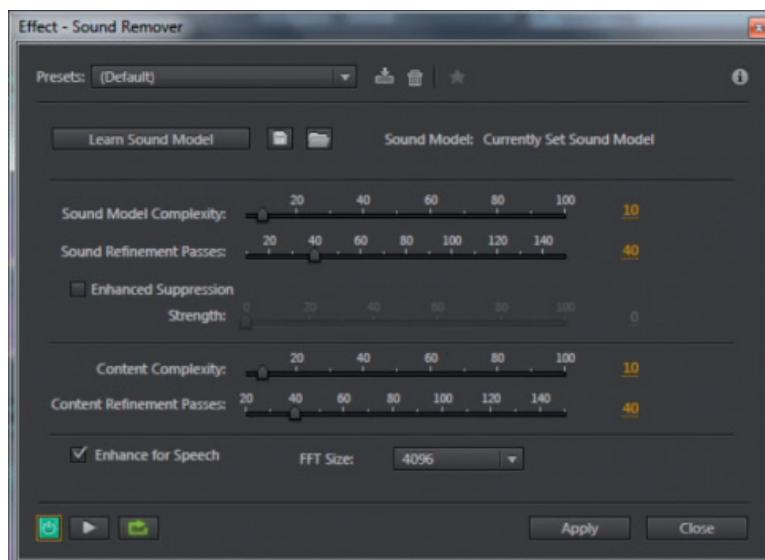 Effect - Sound Remover
Presets: (Default)
Learn Sound Model Sound Model: Currently Set Sound Model
20 40 60 80 100
Sound Model Complexity: 10
20 40 60 80 100 120 140
Sound Refinement Passes: 40
Enhanced Suppression
0 20 40 60 80 100
Strength: 0
20 40 60 80 100
Content Complexity: 10
20 40 60 80 100 120 140
Content Refinement Passes: 40
Enhance for Speech FFT Size: 4096
Apply Close